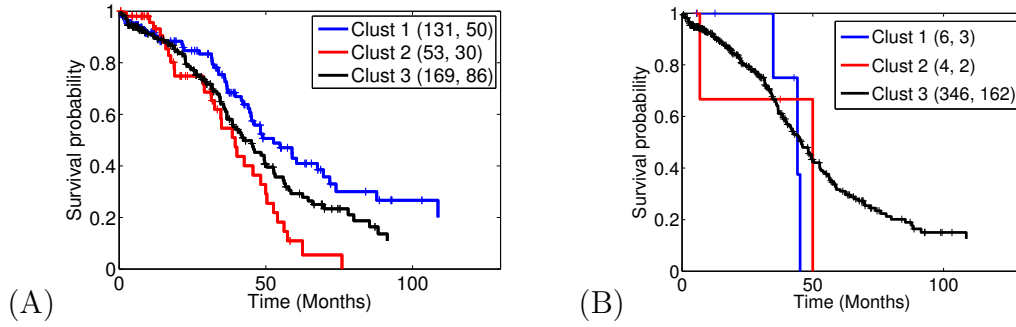 1
0.8
0.6
0.4
0.2
0
Survival probability
0
50
100
Time (Months)
Clust 1 (131, 50)
Clust 2 (53, 30)
Clust 3 (169, 86)
(A)
1
0.8
0.6
0.4
0.2
0
Survival probability
0
50
100
Time (Months)
Clust 1 (6, 3)
Clust 2 (4, 2)
Clust 3 (346, 162)
(B)